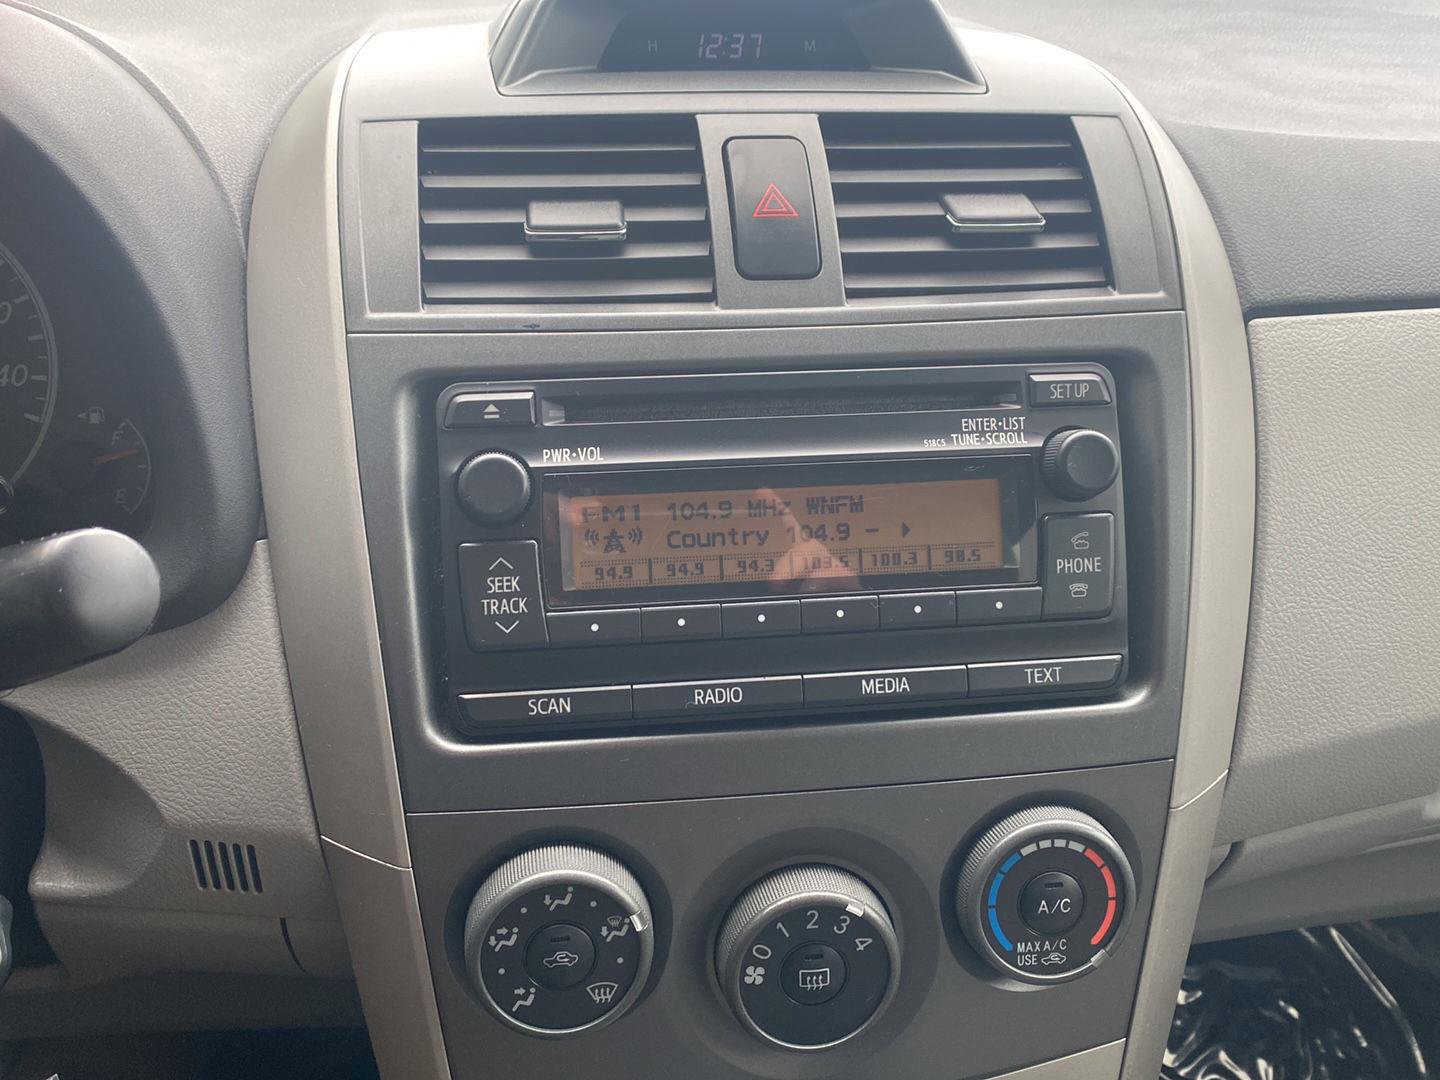 H 12:37 M
SET UP
ENTER•LIST
518C5 TUNE•SCROLL
PWR•VOL
FM1 104.9 MHz WNFM
Country 104.9 -
94.9 94.9 94.3 103.5 100.3 98.5
SEEK
TRACK
PHONE
SCAN RADIO MEDIA TEXT
40
F
E
0 1 2 3 4
A/C
MAX A/C
USE